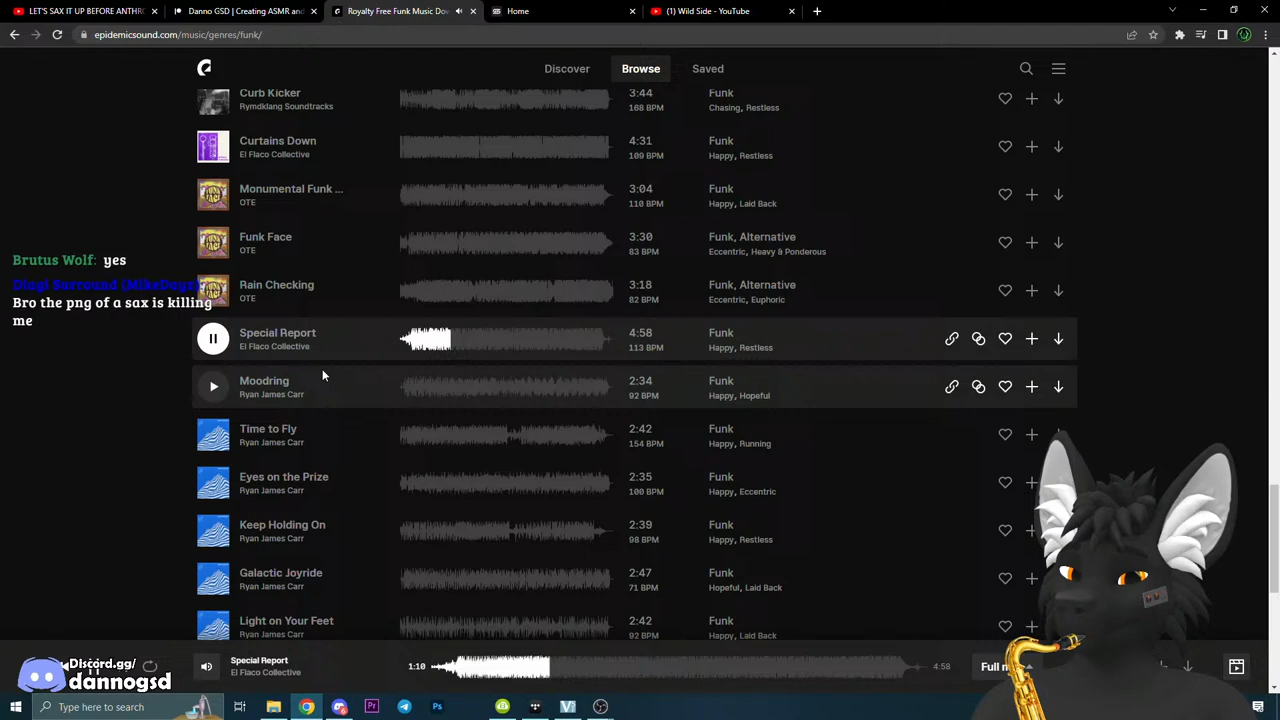 LET'S SAX IT UP BEFORE ANTHR
Danno GSD | Creating ASMR and
Royalty Free Funk Music Dow
Home
(1) Wild Side - YouTube
epidemicsound.com/music/genres/funk/
Discover
Browse
Saved
Curb Kicker
Rymdklang Soundtracks
3:44
168 BPM
Funk
Chasing, Restless
Curtains Down
El Flaco Collective
4:31
109 BPM
Funk
Happy, Restless
Monumental Funk ...
OTE
3:04
110 BPM
Funk
Happy, Laid Back
Funk Face
OTE
3:30
83 BPM
Funk, Alternative
Eccentric, Heavy & Ponderous
Brutus Wolf: yes
Bro the png of a sax is killing
me
Rain Checking
OTE
3:18
82 BPM
Funk, Alternative
Eccentric, Euphoric
Special Report
El Flaco Collective
4:58
113 BPM
Funk
Happy, Restless
Moodring
Ryan James Carr
2:34
92 BPM
Funk
Happy, Hopeful
Time to Fly
Ryan James Carr
2:42
154 BPM
Funk
Happy, Running
Eyes on the Prize
Ryan James Carr
2:35
100 BPM
Funk
Happy, Eccentric
Keep Holding On
Ryan James Carr
2:39
98 BPM
Funk
Happy, Restless
Galactic Joyride
Ryan James Carr
2:47
71 BPM
Funk
Hopeful, Laid Back
Light on Your Feet
Ryan James Carr
2:42
92 BPM
Funk
Happy, Laid Back
Discord.gg/
dannogsd
Special Report
El Flaco Collective
1:10
4:58
Full
Type here to search